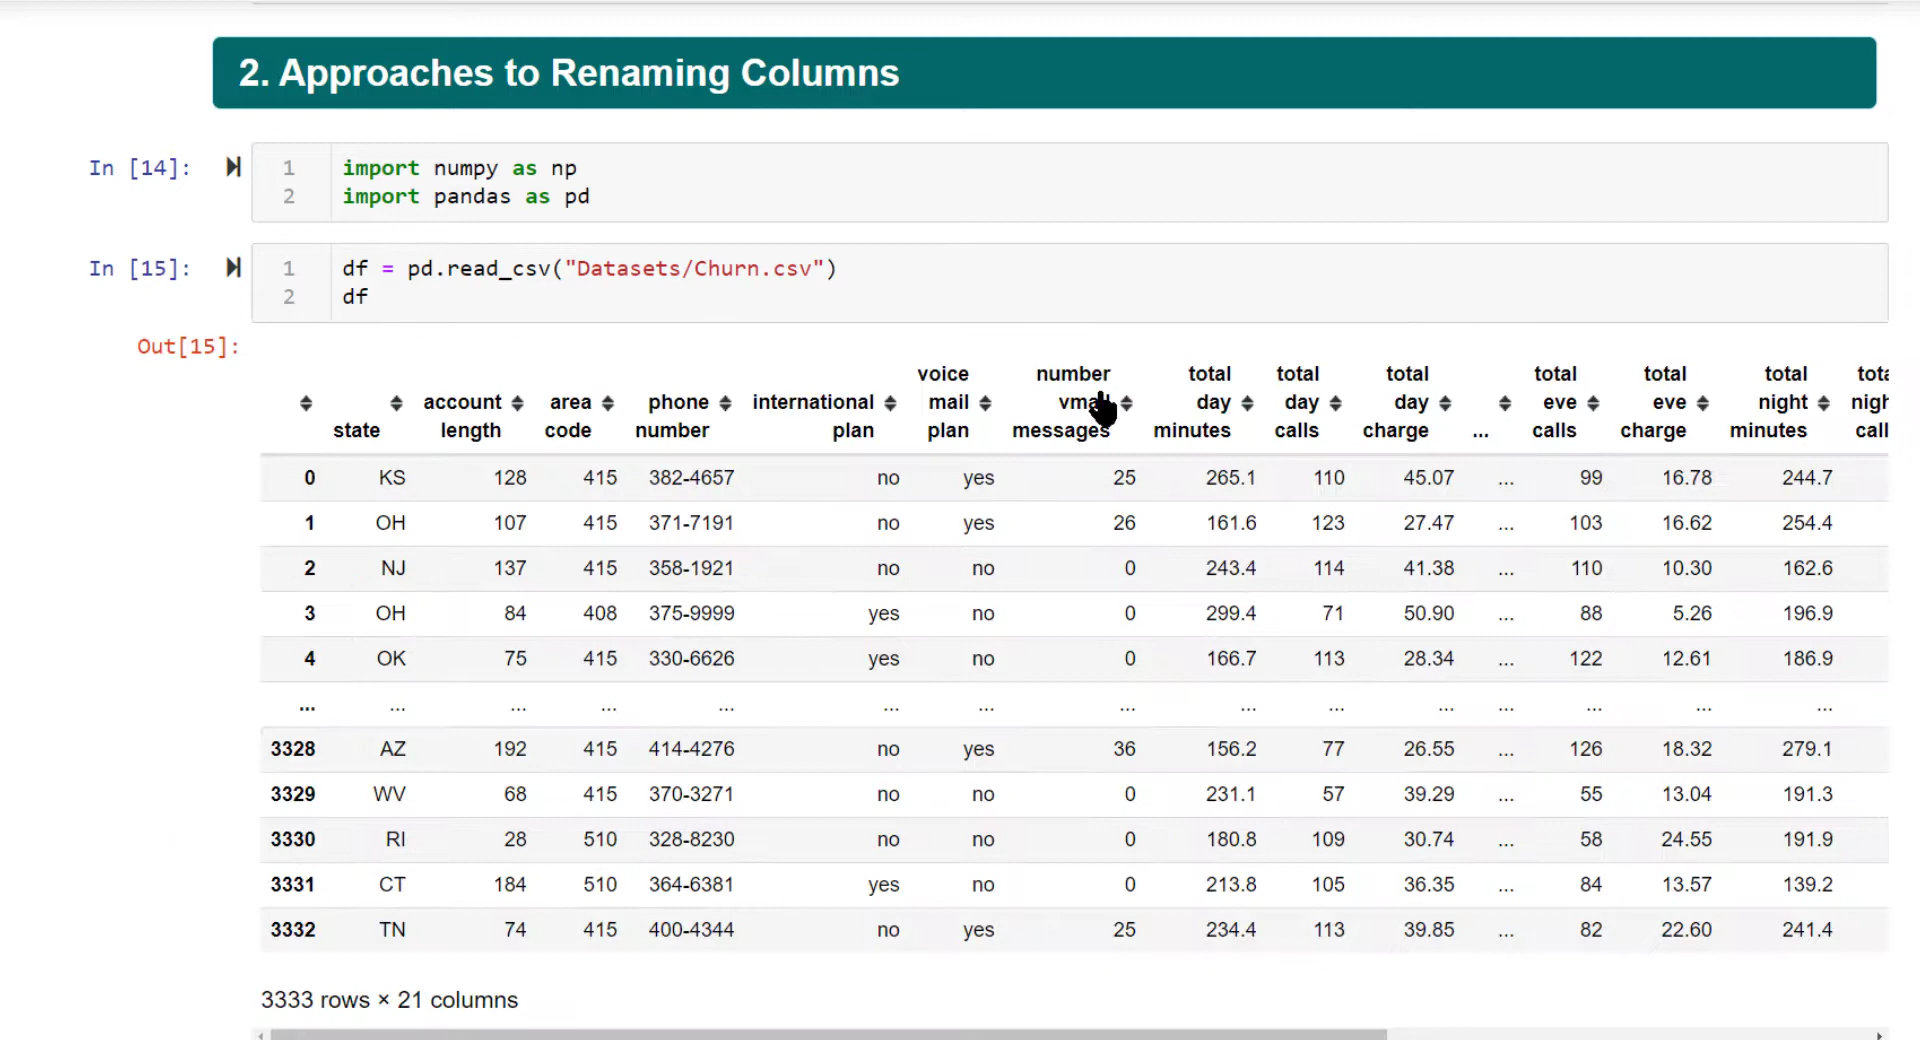 2. Approaches to Renaming Columns
In [14]:
1 import numpy as np
2 import pandas as pd
In [15]:
1 df = pd.read_csv("Datasets/Churn.csv")
2 df
Out[15]:
voice number total total total total total total tota
account area phone international mail vmail day day day eve eve night nigh
state length code number plan plan messages minutes calls charge ... calls charge minutes call
0 KS 128 415 382-4657 no yes 25 265.1 110 45.07 ... 99 16.78 244.7
1 OH 107 415 371-7191 no yes 26 161.6 123 27.47 ... 103 16.62 254.4
2 NJ 137 415 358-1921 no no 0 243.4 114 41.38 ... 110 10.30 162.6
3 OH 84 408 375-9999 yes no 0 299.4 71 50.90 ... 88 5.26 196.9
4 OK 75 415 330-6626 yes no 0 166.7 113 28.34 ... 122 12.61 186.9
... ... ... ... ... ... ... ... ... ... ... ... ... ... ...
3328 AZ 192 415 414-4276 no yes 36 156.2 77 26.55 ... 126 18.32 279.1
3329 WV 68 415 370-3271 no no 0 231.1 57 39.29 ... 55 13.04 191.3
3330 RI 28 510 328-8230 no no 0 180.8 109 30.74 ... 58 24.55 191.9
3331 CT 184 510 364-6381 yes no 0 213.8 105 36.35 ... 84 13.57 139.2
3332 TN 74 415 400-4344 no yes 25 234.4 113 39.85 ... 82 22.60 241.4
3333 rows × 21 columns